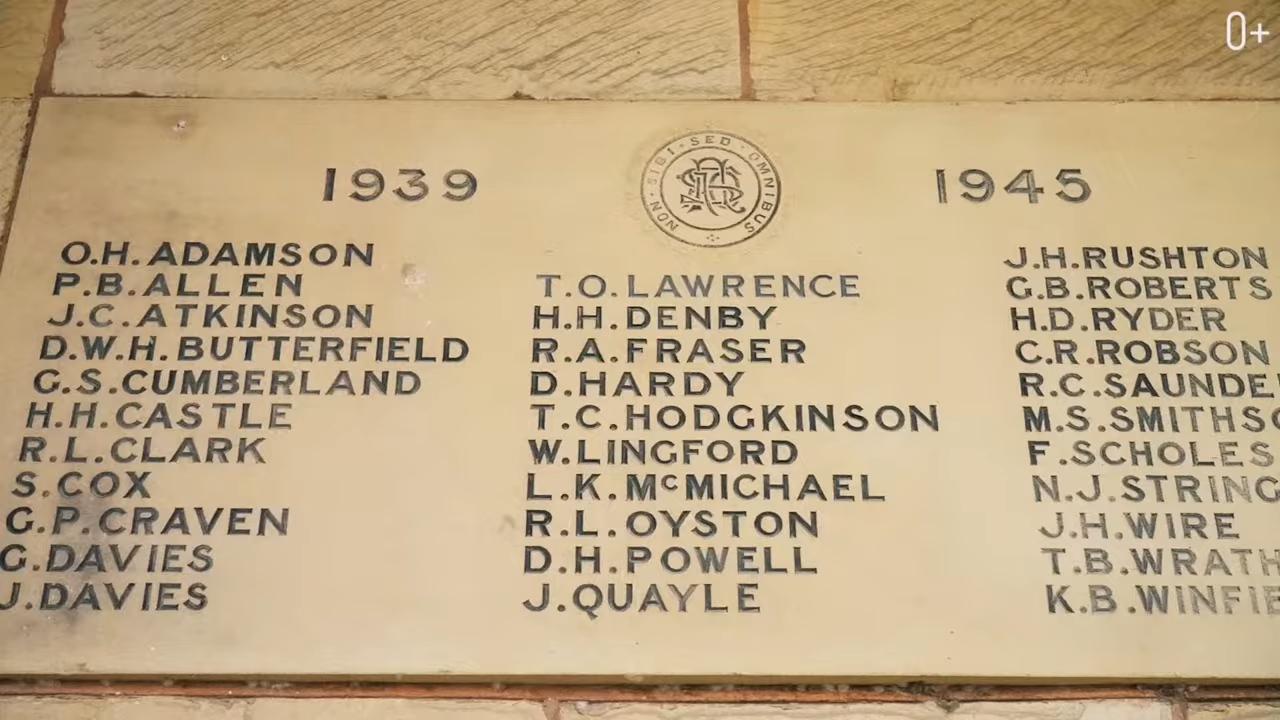 0+
1939
NON · SIBI · SED · OMNIBUS
1945
O.H.ADAMSON
P.B.ALLEN
J.C.ATKINSON
D.W.H.BUTTERFIELD
G.S.CUMBERLAND
H.H.CASTLE
R.L.CLARK
S.COX
G.P.CRAVEN
G.DAVIES
J.DAVIES
T.O.LAWRENCE
H.H.DENBY
R.A.FRASER
D.HARDY
T.C.HODGKINSON
W.LINGFORD
L.K.McMICHAEL
R.L.OYSTON
D.H.POWELL
J.QUAYLE
J.H.RUSHTON
G.B.ROBERTS
H.D.RYDER
C.R.ROBSON
R.C.
M.S.
F.SCHOLES
N.J.
J.H.WIRE
T.B.
K.B.